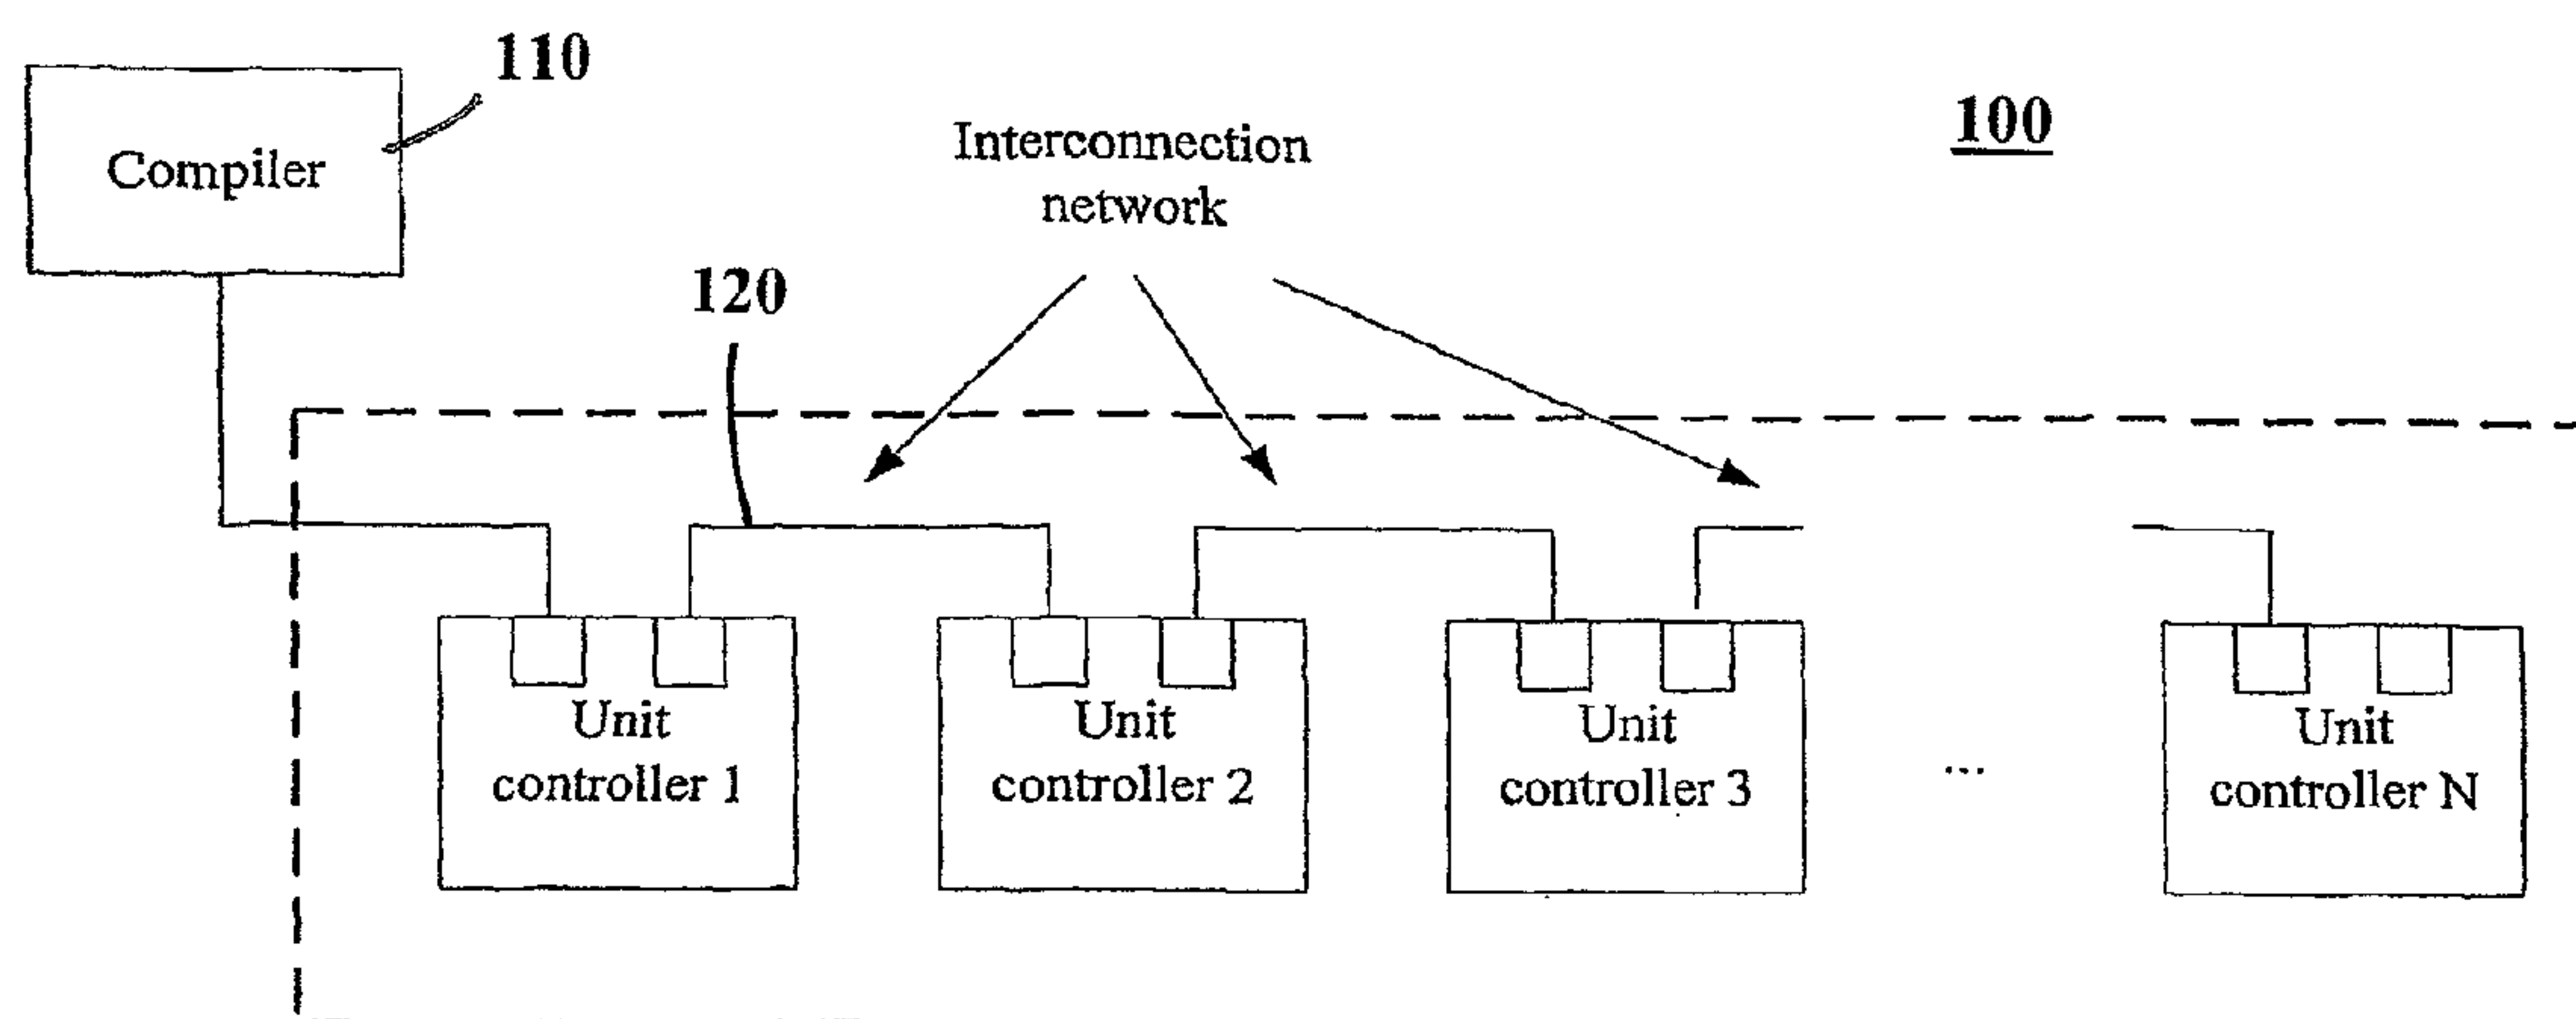 110
Compiler
Interconnection
network
100
120
Unit
controller 1
Unit
controller 2
Unit
controller 3
...
Unit
controller N